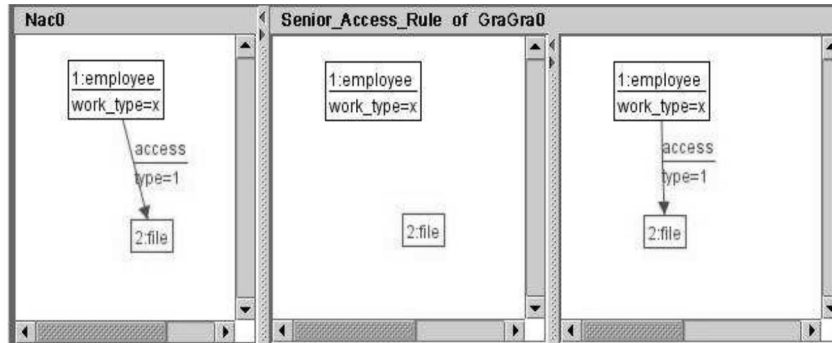 Nac0
Senior_Access_Rule of GraGra0
1:employee
work_type=x
access
type=1
2:file
1:employee
work_type=x
2:file
1:employee
work_type=x
access
type=1
2:file